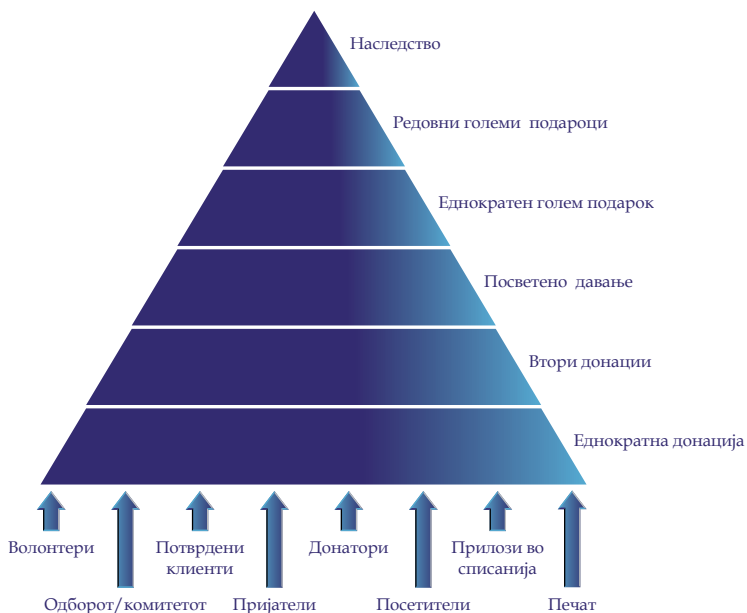 Наследство
Редовни големи подароци
Еднократен голем подарок
Посветено давање
Втори донации
Еднократна донација
Волонтери
Потврдени
клиенти
Донатори
Прилози во
списанија
Одборот/комитетот
Пријатели
Посетители
Печат